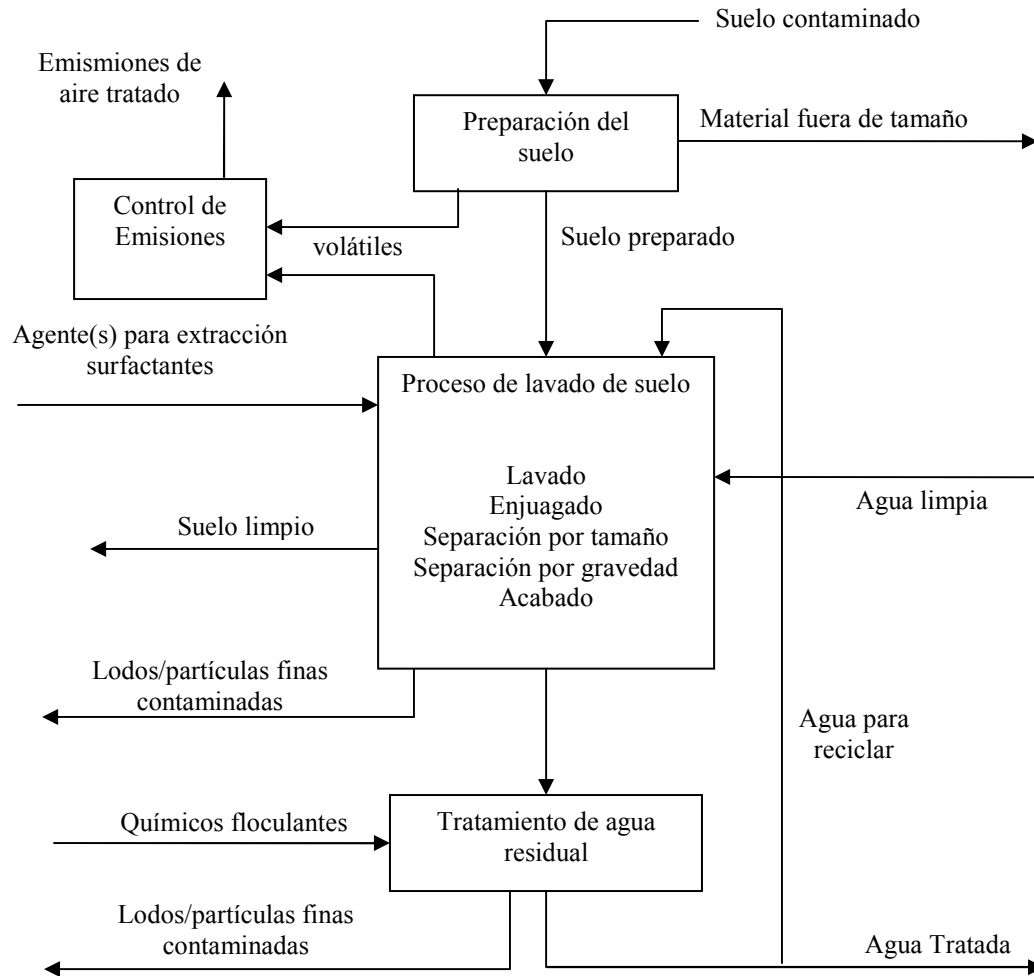 Suelo contaminado
Emismiones de
aire tratado
Preparación del
suelo
Material fuera de tamaño
Control de
Emisiones
volátiles
Suelo preparado
Agente(s) para extracción
surfactantes
Proceso de lavado de suelo
Lavado
Enjuagado
Separación por tamaño
Separación por gravedad
Acabado
Agua limpia
Suelo limpio
Lodos/partículas finas
contaminadas
Agua para
reciclar
Químicos floculantes
Tratamiento de agua
residual
Lodos/partículas finas
contaminadas
Agua Tratada